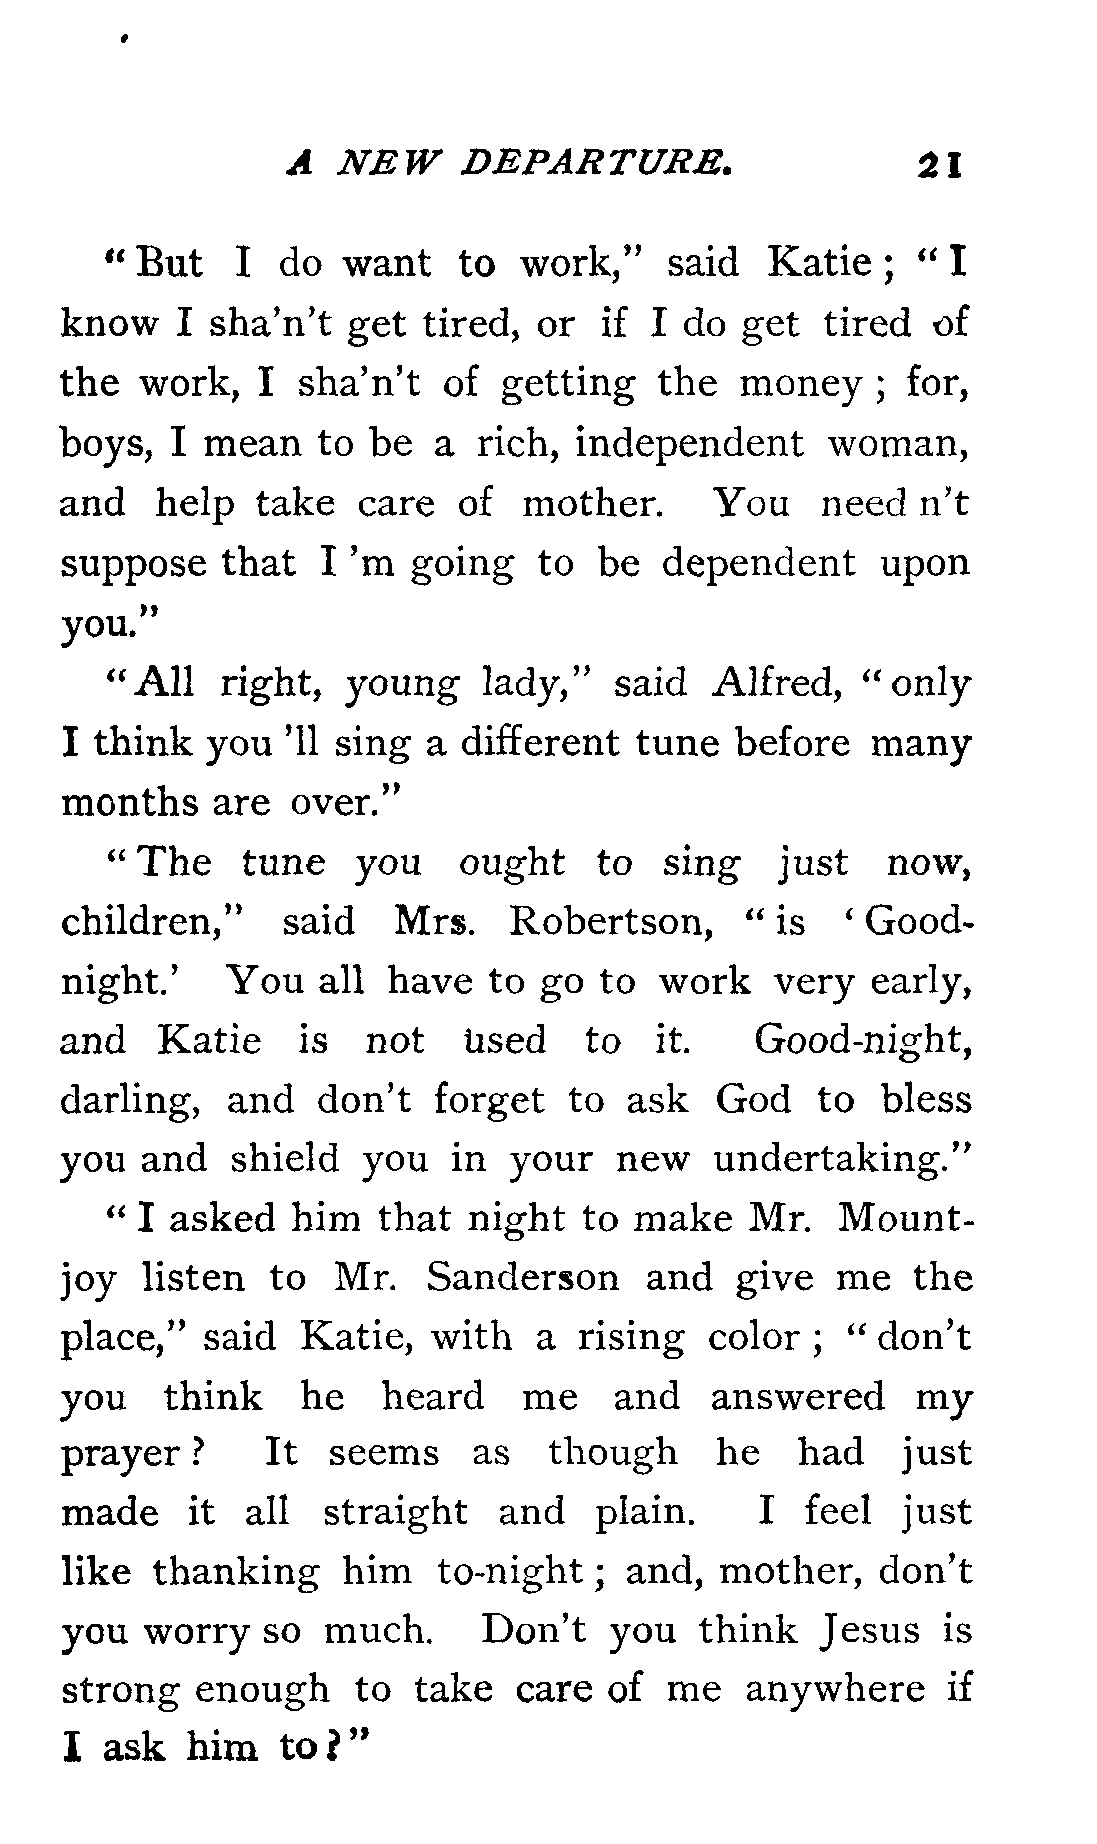 A NEW DEPARTURE. 21
“But I do want to work,” said Katie; “I
know I sha'n't get tired, or if I do get tired of
the work, I sha'n't of getting the money; for,
boys, I mean to be a rich, independent woman,
and help take care of mother. You need n't
suppose that I 'm going to be dependent upon
you.”
“All right, young lady,” said Alfred, “only
I think you 'll sing a different tune before many
months are over.”
“The tune you ought to sing just now,
children,” said Mrs. Robertson, “is ‘Good-
night.’ You all have to go to work very early,
and Katie is not used to it. Good-night,
darling, and don't forget to ask God to bless
you and shield you in your new undertaking.”
“I asked him that night to make Mr. Mount-
joy listen to Mr. Sanderson and give me the
place,” said Katie, with a rising color; “don't
you think he heard me and answered my
prayer? It seems as though he had just
made it all straight and plain. I feel just
like thanking him to-night; and, mother, don't
you worry so much. Don't you think Jesus is
strong enough to take care of me anywhere if
I ask him to?”